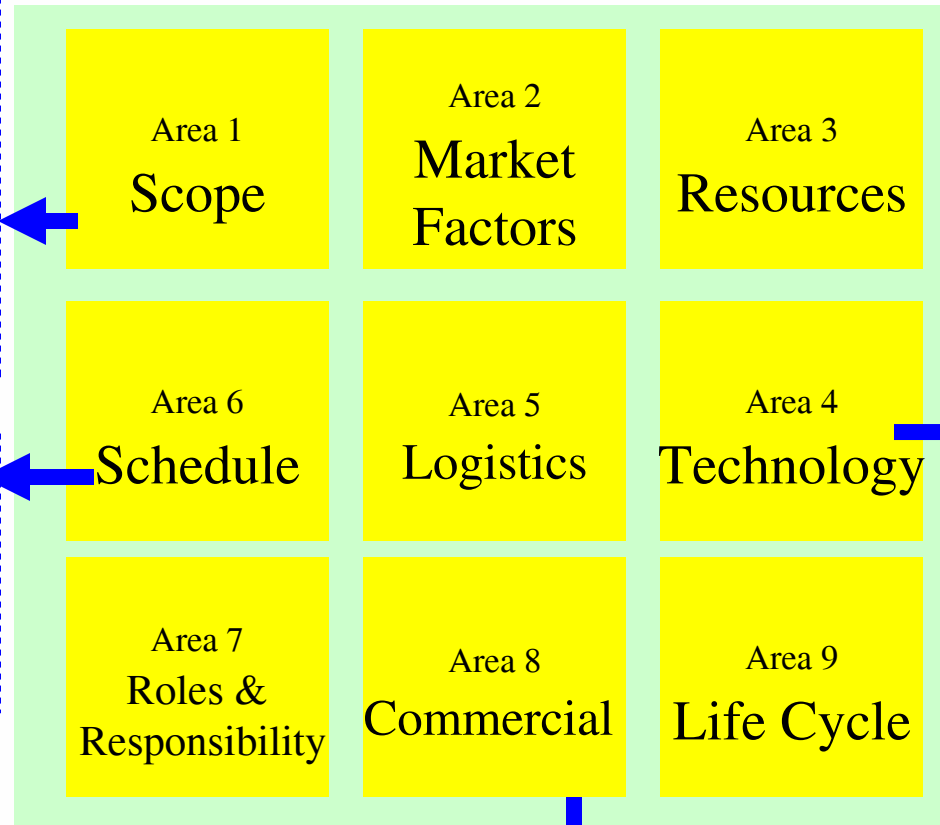 Area 1
Scope
Area 2
Market
Factors
Area 3
Resources
Area 6
Schedule
Area 5
Logistics
Area 4
Technology
Area 7
Roles &
Responsibility
Area 8
Commercial
Area 9
Life Cycle